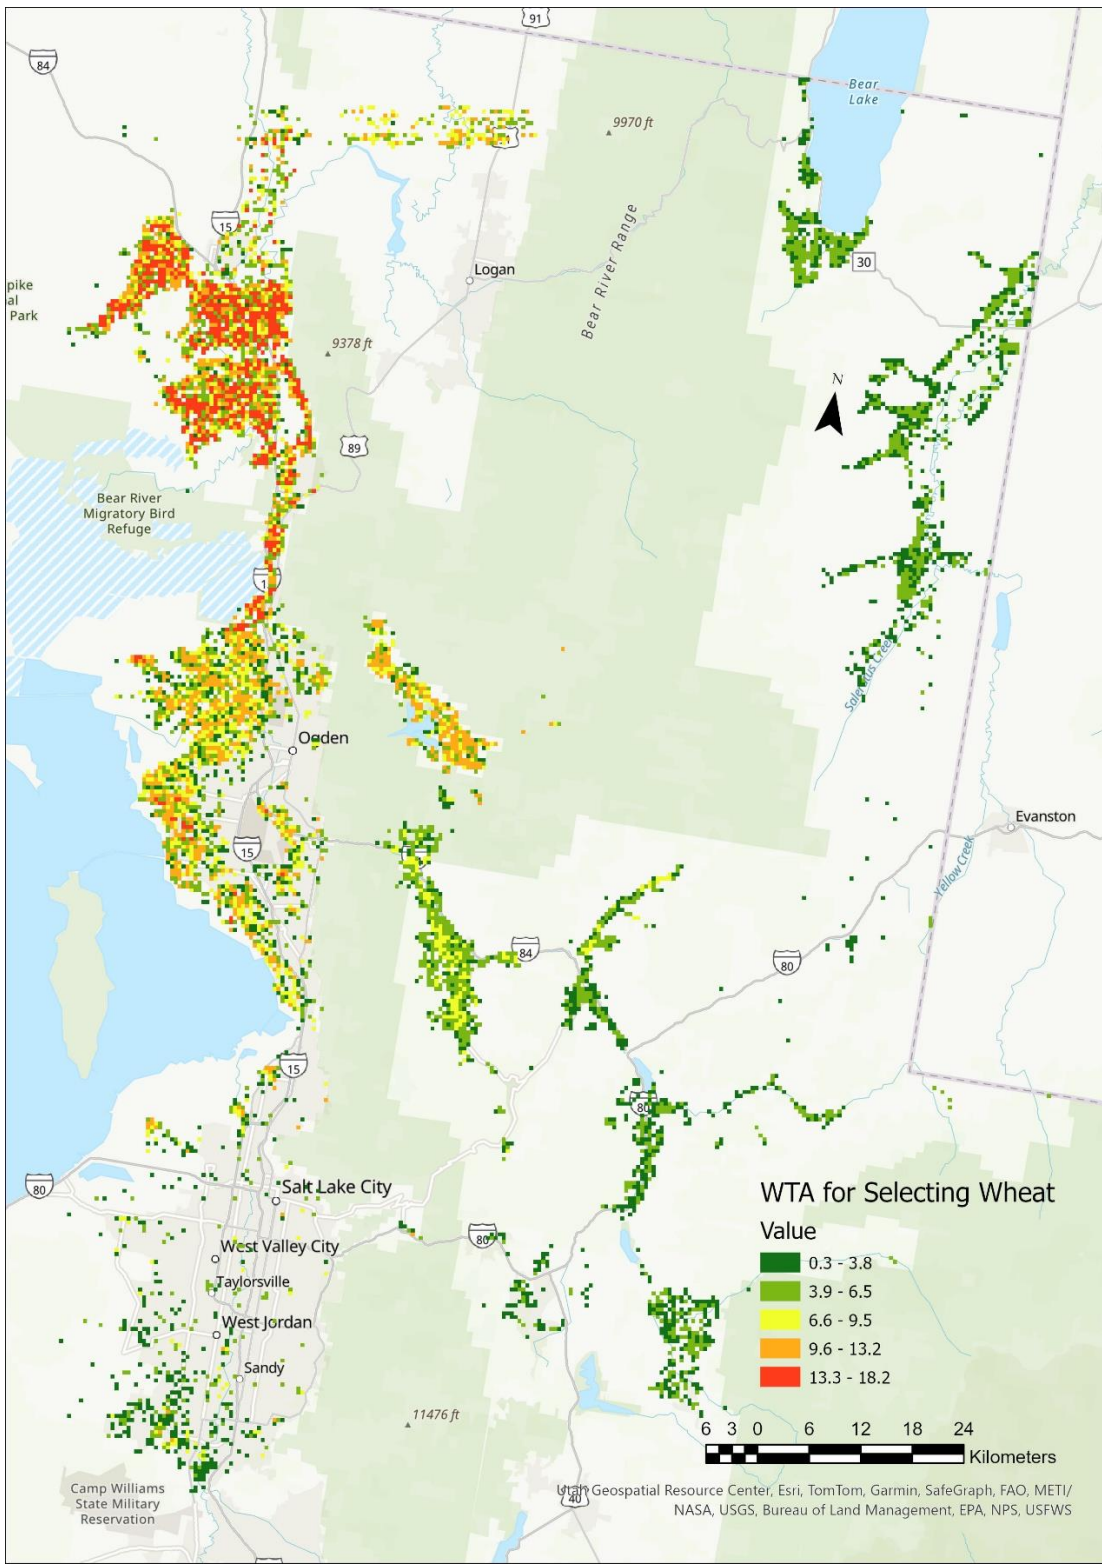 91
84
Bear
Lake
9970 ft
15
30
Logan
Bear River Range
pike
al
Park
9378 ft
N
89
Bear River
Migratory Bird
Refuge
Saleratus Creek
Ogden
Evanston
15
Yellow Creek
84
80
15
80
80
Salt Lake City
80
West Valley City
Taylorsville
West Jordan
Sandy
11476 ft
Camp Williams
State Military
Reservation
WTA for Selecting Wheat
Value
0.3 - 3.8
3.9 - 6.5
6.6 - 9.5
9.6 - 13.2
13.3 - 18.2
6 3 0 6 12 18 24
Kilometers
40
Utah Geospatial Resource Center, Esri, TomTom, Garmin, SafeGraph, FAO, METI/
NASA, USGS, Bureau of Land Management, EPA, NPS, USFWS